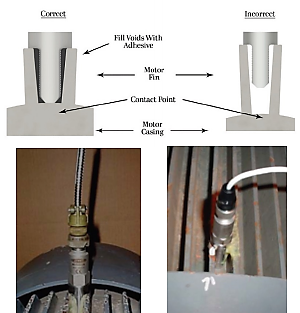 Correct
Incorrect
Fill Voids With
Adhesive
Motor
Fin
Contact Point
Motor
Casing